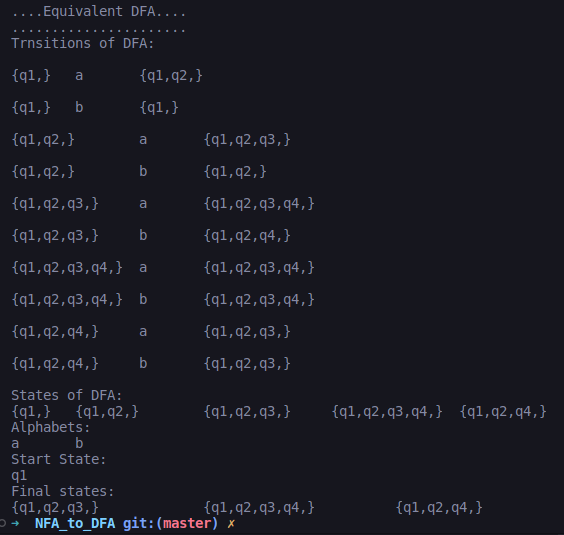 ....Equivalent DFA....
......................
Trnsitions of DFA:
{q1,} a {q1,q2,}
{q1,} b {q1,}
{q1,q2,} a {q1,q2,q3,}
{q1,q2,} b {q1,q2,}
{q1,q2,q3,} a {q1,q2,q3,q4,}
{q1,q2,q3,} b {q1,q2,q4,}
{q1,q2,q3,q4,} a {q1,q2,q3,q4,}
{q1,q2,q3,q4,} b {q1,q2,q3,q4,}
{q1,q2,q4,} a {q1,q2,q3,}
{q1,q2,q4,} b {q1,q2,q3,}
States of DFA:
{q1,} {q1,q2,} {q1,q2,q3,} {q1,q2,q3,q4,} {q1,q2,q4,}
Alphabets:
a b
Start State:
q1
Final states:
{q1,q2,q3,} {q1,q2,q3,q4,} {q1,q2,q4,}
➜ NFA_to_DFA git:(master) ✗